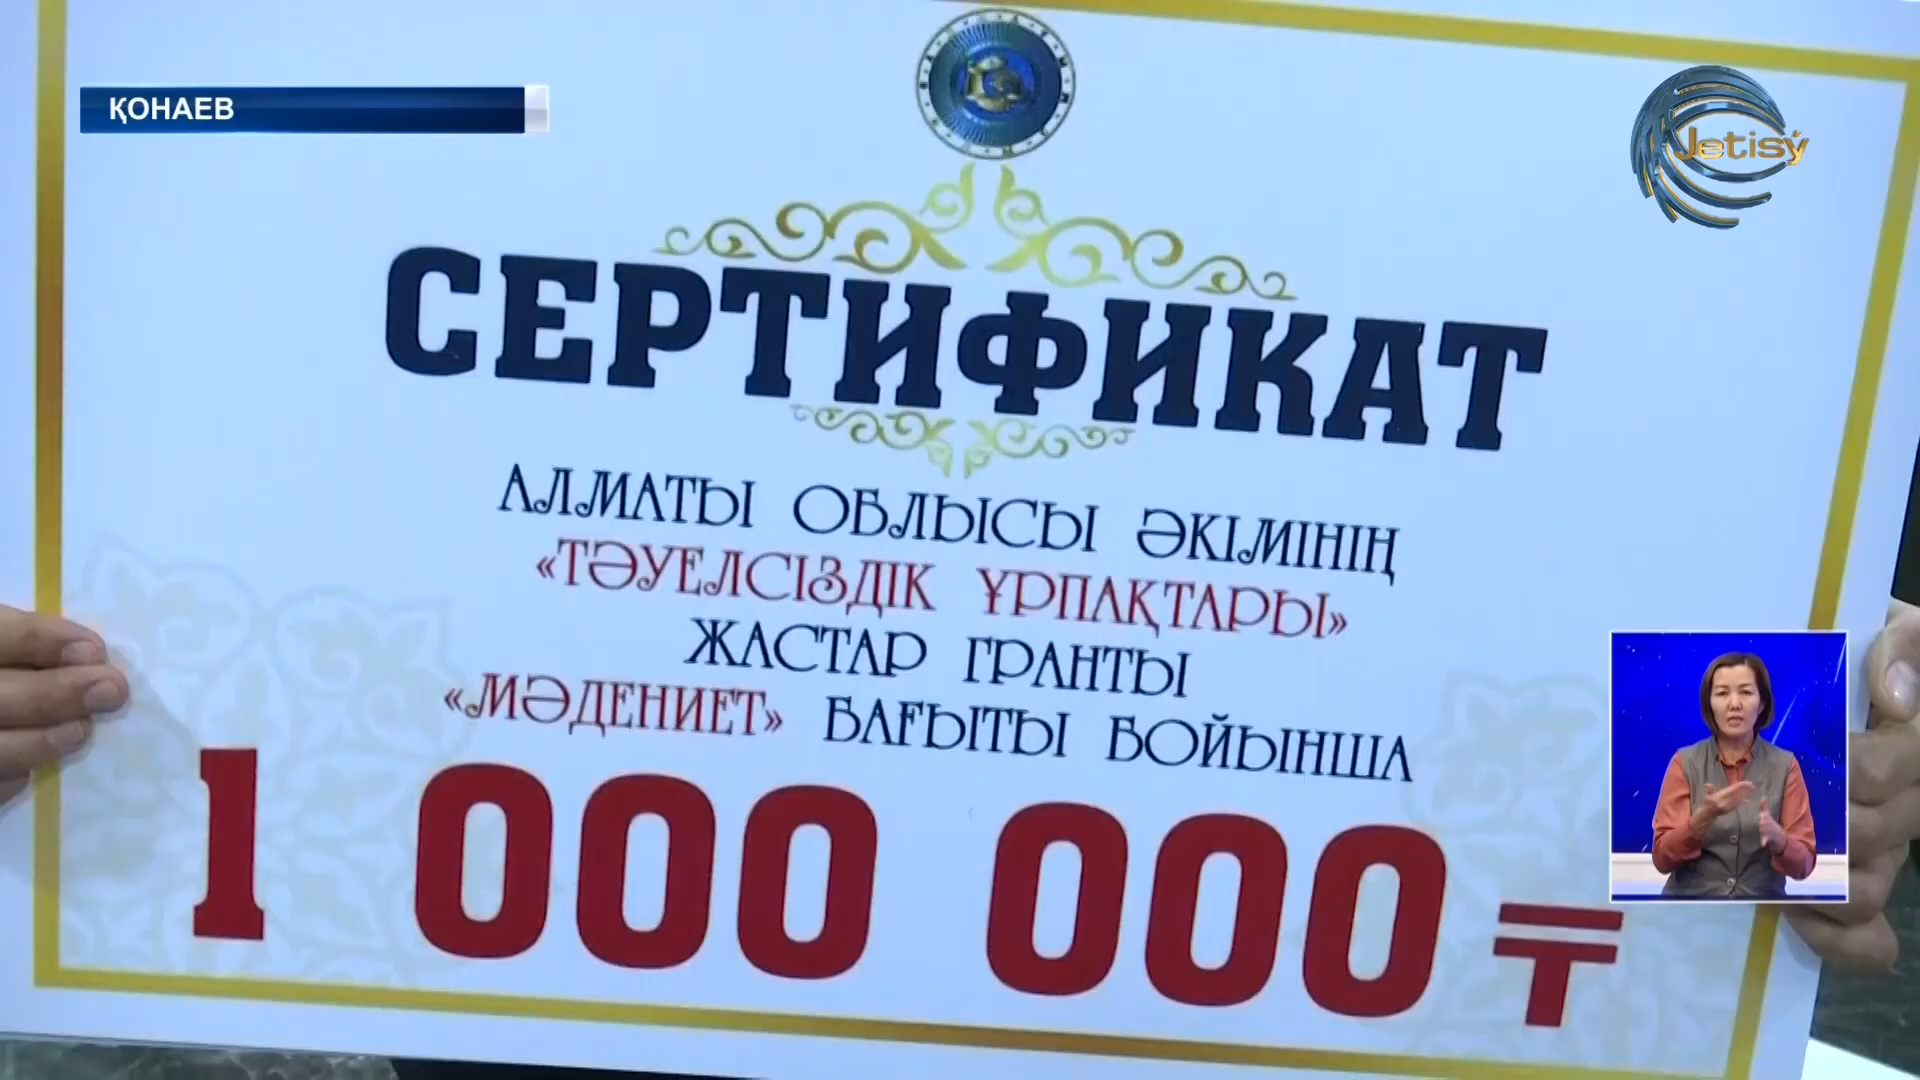 ҚОНАЕВ
Jetisý
СЕРТИФИКАТ
АЛМАТЫ ОБЛЫСЫ ӘКІМІНІҢ
«ТӘУЕЛСІЗДІК ҰРПАҚТАРЫ»
ЖАСТАР ГРАНТЫ
«МӘДЕНИЕТ» БАҒЫТЫ БОЙЫНША
1 000 000 ₸